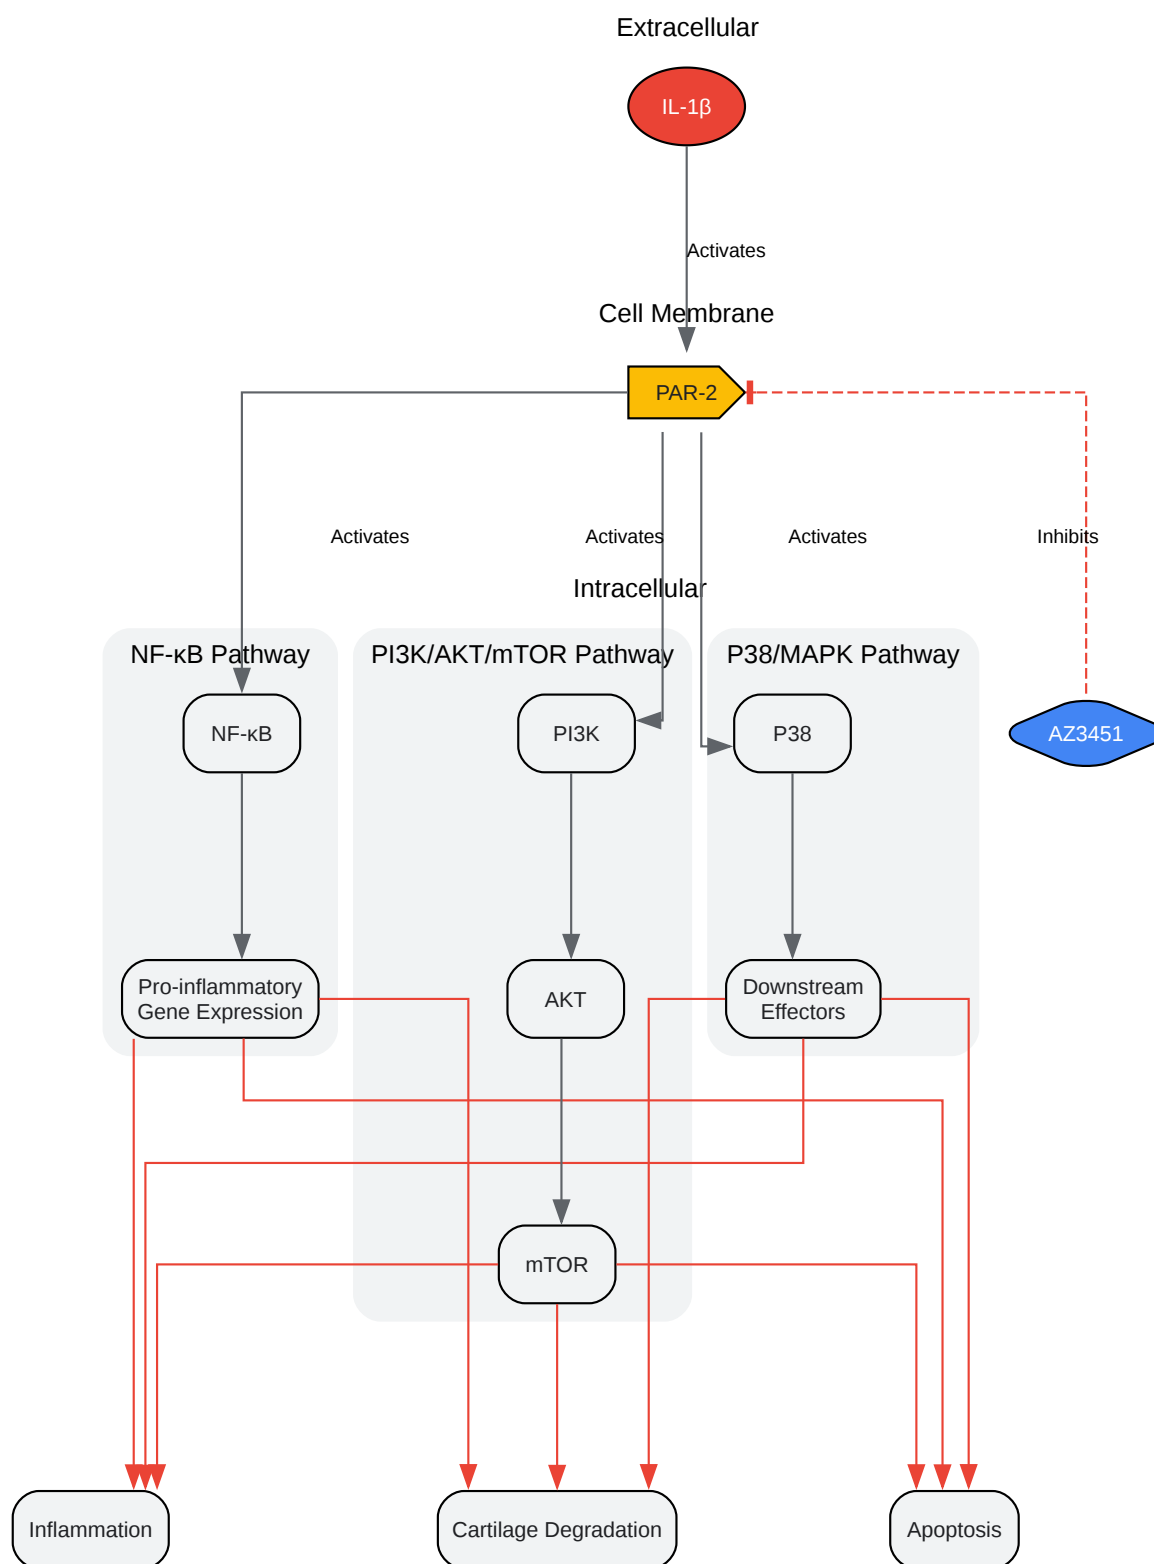 Extracellular
IL-1β
Activates
Cell Membrane
PAR-2
Activates
Activates
Activates
Inhibits
Intracellular
NF-κB Pathway
PI3K/AKT/mTOR Pathway
P38/MAPK Pathway
NF-κB
PI3K
P38
AZ3451
Pro-inflammatory
Gene Expression
AKT
Downstream
Effectors
mTOR
Inflammation
Cartilage Degradation
Apoptosis